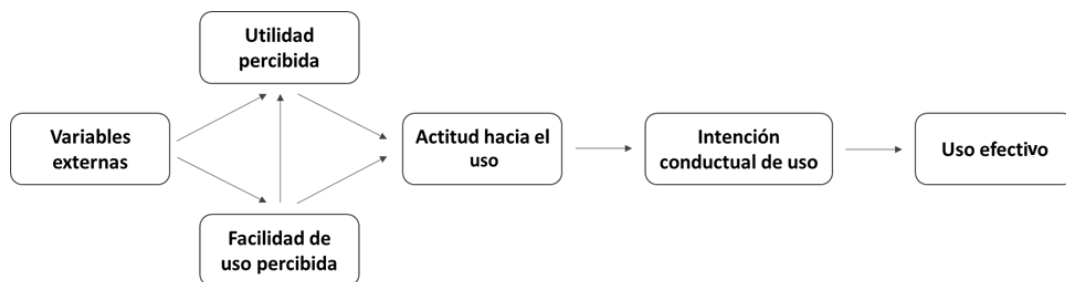 Utilidad
percibida
Variables
externas
Actitud hacia el
uso
Intención
conductual de uso
Uso efectivo
Facilidad de
uso percibida